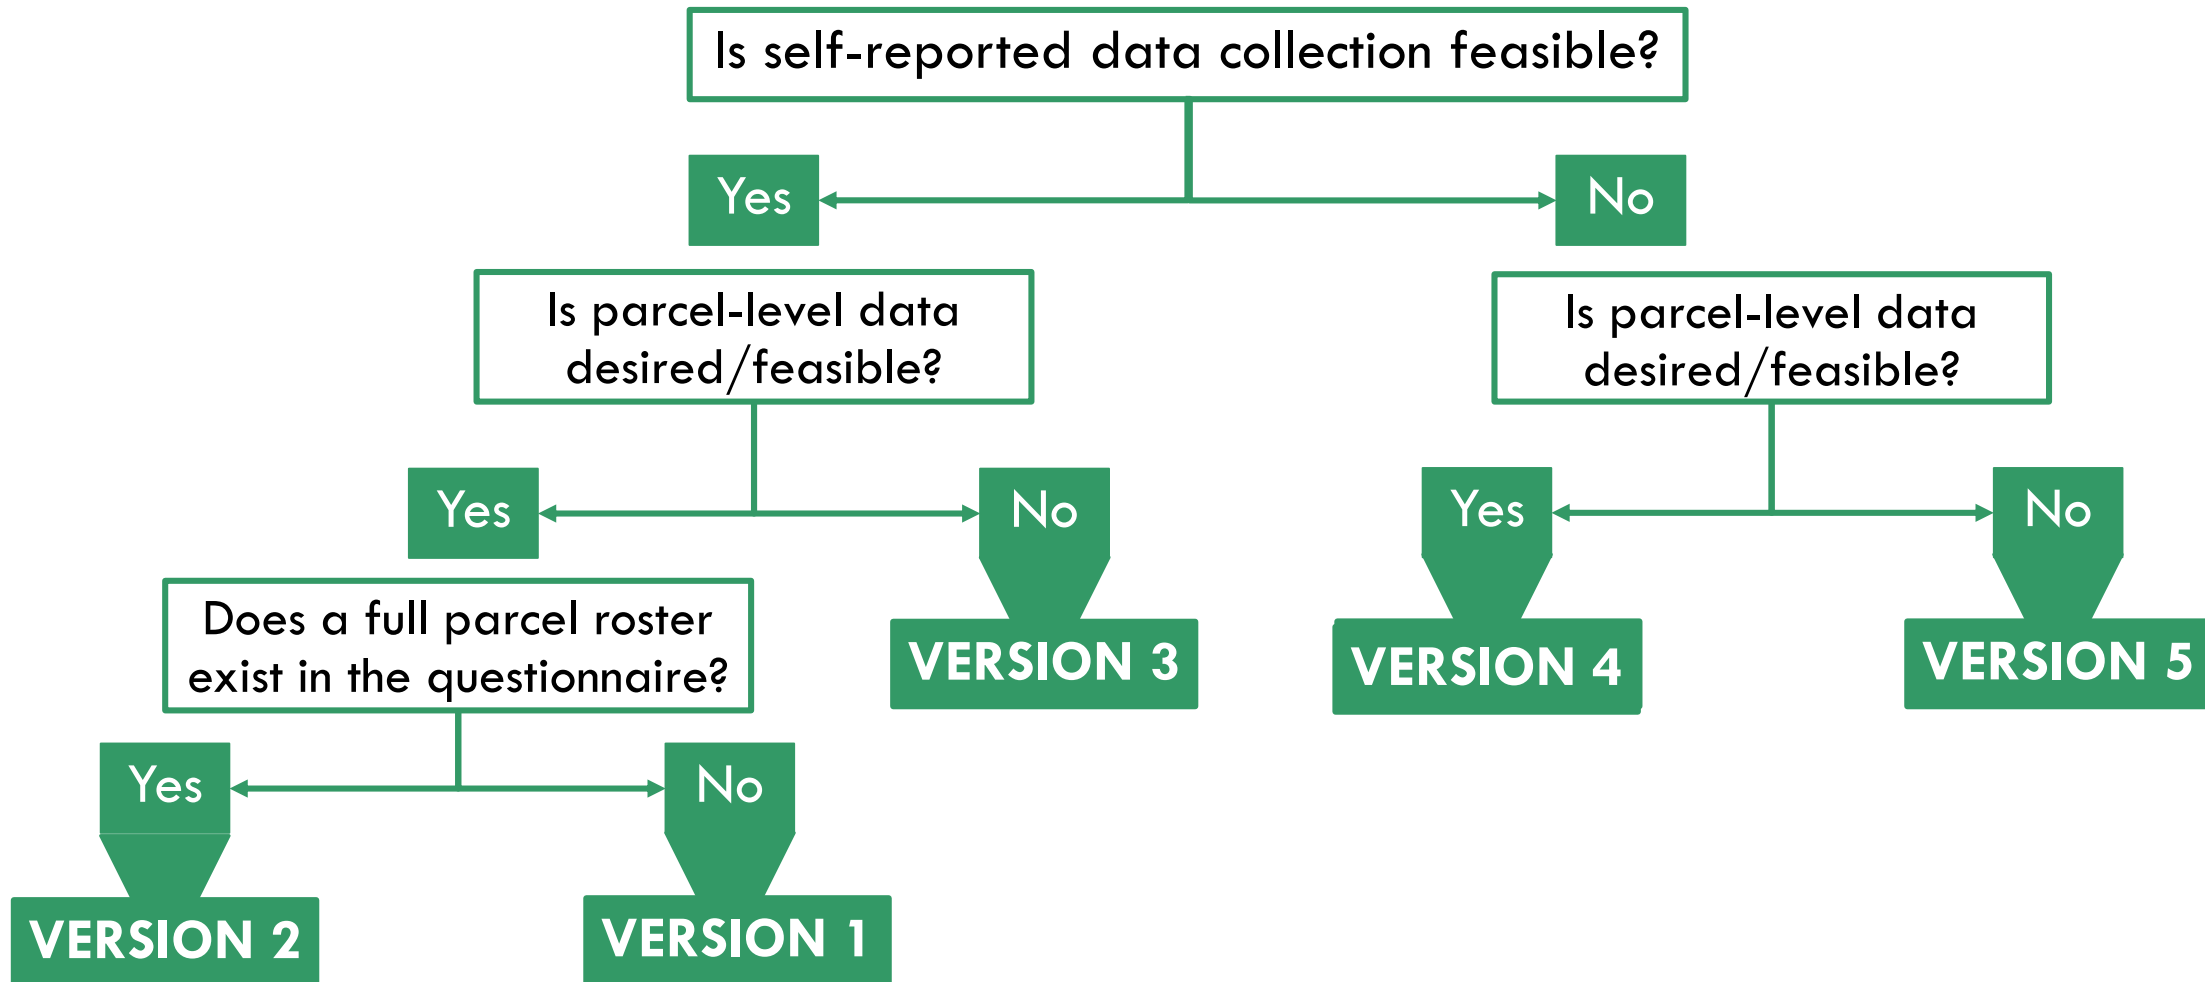 Is self-reported data collection feasible?
Yes
No
Is parcel-level data
desired/feasible?
Is parcel-level data
desired/feasible?
Yes
No
Yes
No
Does a full parcel roster
exist in the questionnaire?
VERSION 3
VERSION 4
VERSION 5
Yes
No
VERSION 2
VERSION 1